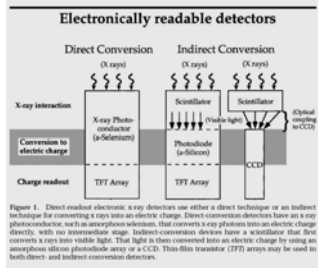 Electronically readable detectors
Direct Conversion
Indirect Conversion
(X rays)
(X rays)
(X rays)
X-ray interaction
X-ray Photo-
conductor
(a-Selenium)
Scintillator
Scintillator
(Visible light)
(Optical
coupling
to CCD)
Conversion to
electric charge
Photodiode
(a-Silicon)
CCD
Charge readout
TFT Array
TFT Array
Figure 1. Direct-readout electronic x-ray detectors use either a direct technique or an indirect
technique for converting x rays into an electric charge. Direct-conversion detectors have an x-ray
photoconductor, such as amorphous selenium, that converts x-ray photons into an electric charge
directly, with no intermediate stage. Indirect-conversion devices have a scintillator that first
converts x rays into visible light. That light is then converted into an electric charge by using an
amorphous silicon photodiode array or a CCD. Thin-film transistor (TFT) arrays may be used in
both direct- and indirect-conversion detectors.